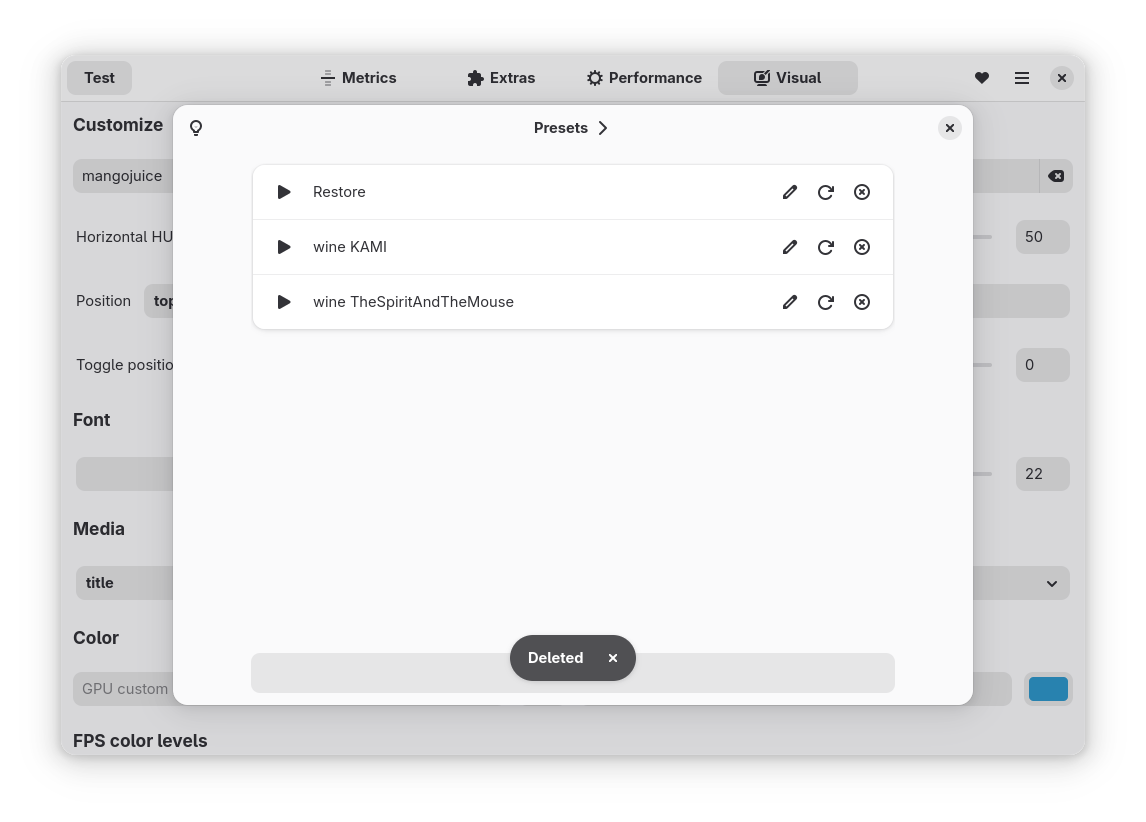 Test
Metrics
Extras
Performance
Visual
Customize
Presets
mangojuice
Restore
Horizontal HU
50
wine KAMI
Position
top
wine TheSpiritAndTheMouse
Toggle positio
0
Font
22
Media
title
Color
Deleted
GPU custom
FPS color levels